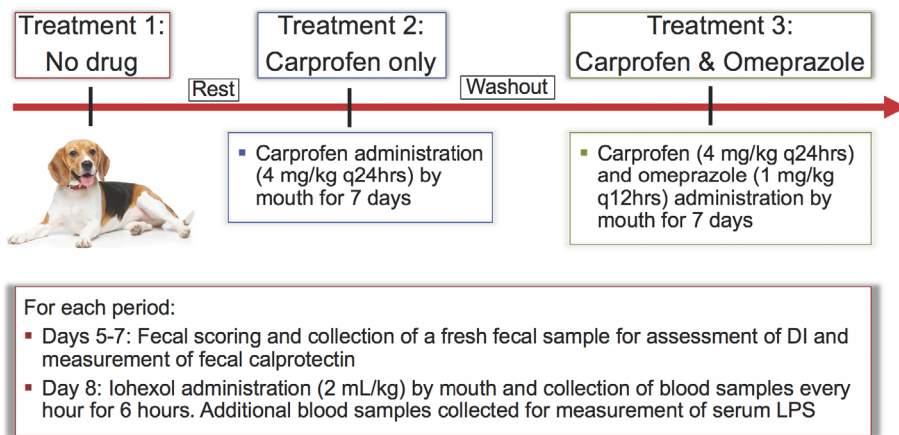 Treatment 1:
No drug
Treatment 2:
Carprofen only
Treatment 3:
Carprofen & Omeprazole
Rest
Washout
▪ Carprofen administration
(4 mg/kg q24hrs) by
mouth for 7 days
▪ Carprofen (4 mg/kg q24hrs)
and omeprazole (1 mg/kg
q12hrs) administration by
mouth for 7 days
For each period:
▪ Days 5-7: Fecal scoring and collection of a fresh fecal sample for assessment of DI and
measurement of fecal calprotectin
▪ Day 8: Iohexol administration (2 mL/kg) by mouth and collection of blood samples every
hour for 6 hours. Additional blood samples collected for measurement of serum LPS